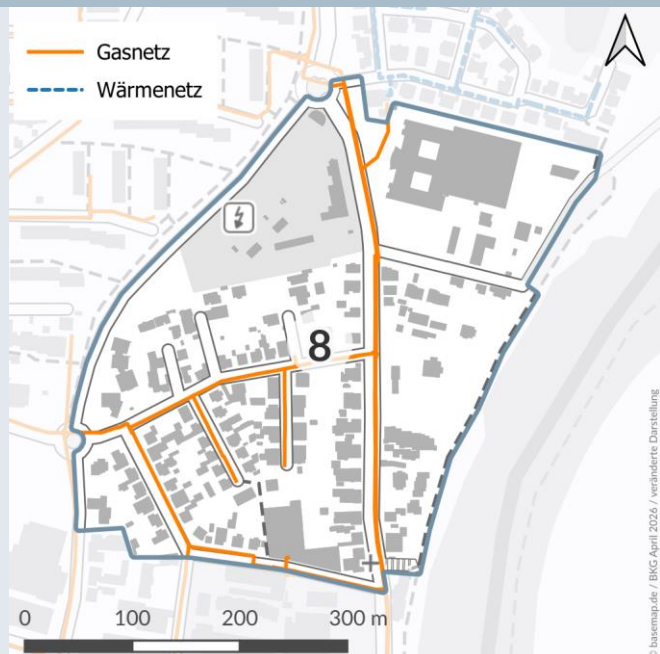 Gasnetz
Wärmenetz
8
0 100 200 300 m
© basemap.de / BKG April 2026 / veränderte Darstellung